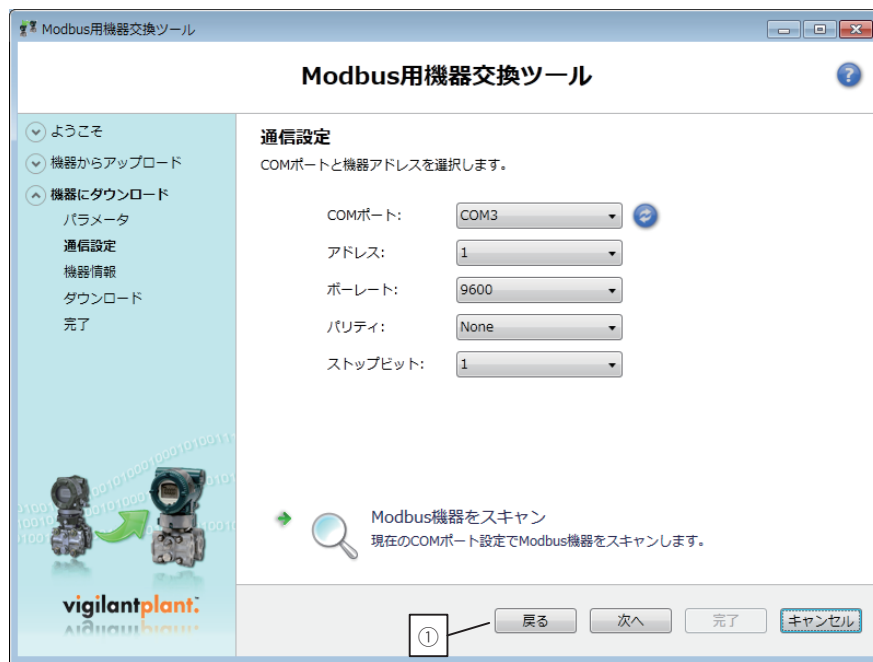 Modbus用機器交換ツール
Modbus用機器交換ツール
?
ようこそ
機器からアップロード
機器にダウンロード
パラメータ
通信設定
機器情報
ダウンロード
完了
通信設定
COMポートと機器アドレスを選択します。
COMポート: COM3
アドレス: 1
ボーレート: 9600
パリティ: None
ストップビット: 1
Modbus機器をスキャン
現在のCOMポート設定でModbus機器をスキャンします。
vigilantplant.™
① 戻る 次へ 完了 キャンセル